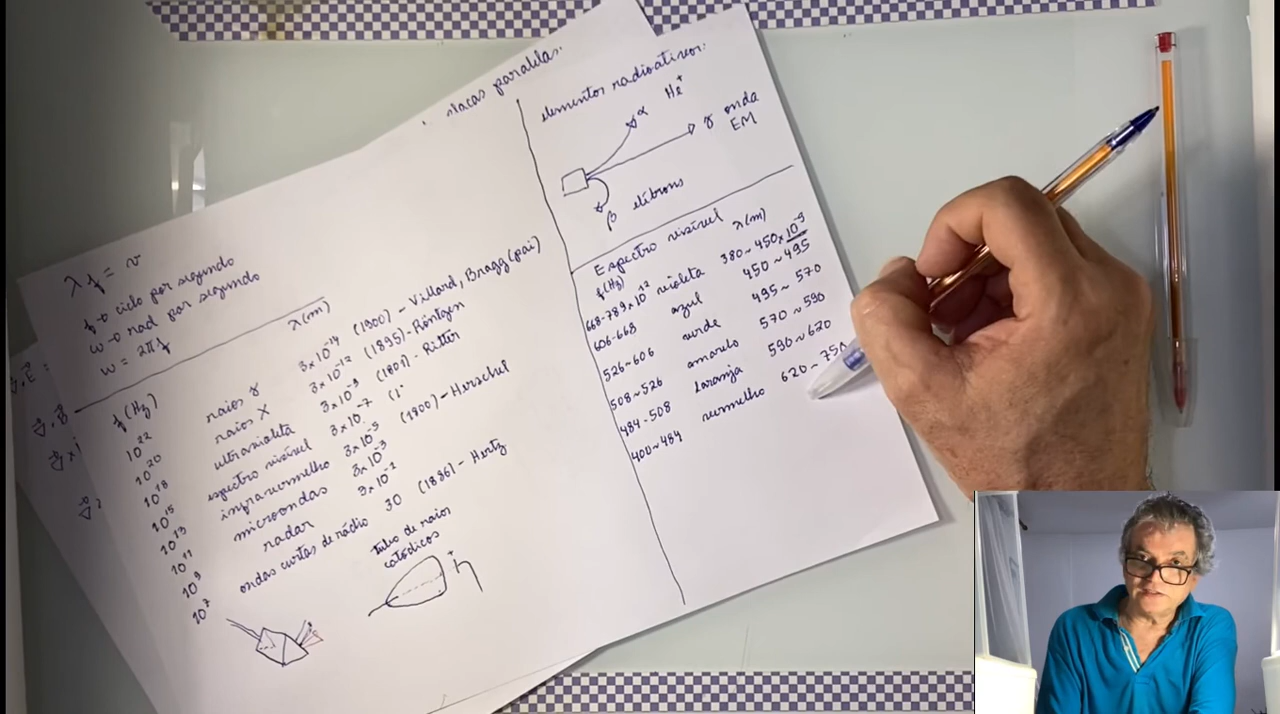 placas paralelas.
λ f = v
f → ciclo por segundo
ω → rad por segundo
ω = 2πf
f(Hz) λ(m)
10²² raios γ 3×10⁻¹⁴ (1900) - Villard, Bragg (pai)
10²⁰ raios X 3×10⁻¹² (1895) - Röntgen
10¹⁸ ultravioleta 3×10⁻⁹ (1801) - Ritter
10¹⁵ espectro visível 3×10⁻⁷
10¹³ infravermelho 3×10⁻⁵ (1800) - Herschel
10¹¹ microondas 3×10⁻³
10⁹ radar 3×10⁻¹
10⁷ ondas curtas de rádio 30 (1886) - Hertz
tubo de raios
catódicos
+
elementos radioativos:
α He⁺
γ onda
EM
β elétrons
Espectro visível
f(Hz) λ(m)
668-789×10¹² violeta 380~450×10⁻⁹
606-668 azul 450~495
526~606 verde 495~570
508~526 amarelo 570~590
484-508 laranja 590~620
400~484 vermelho 620~750